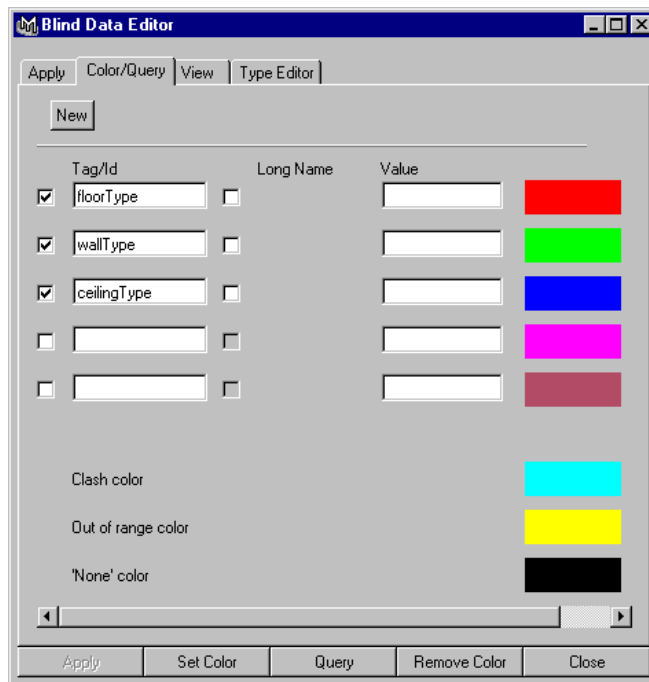 Blind Data Editor
Apply Color/Query View Type Editor
New
Tag/Id Long Name Value
floorType
wallType
ceilingType
Clash color
Out of range color
'None' color
Apply Set Color Query Remove Color Close